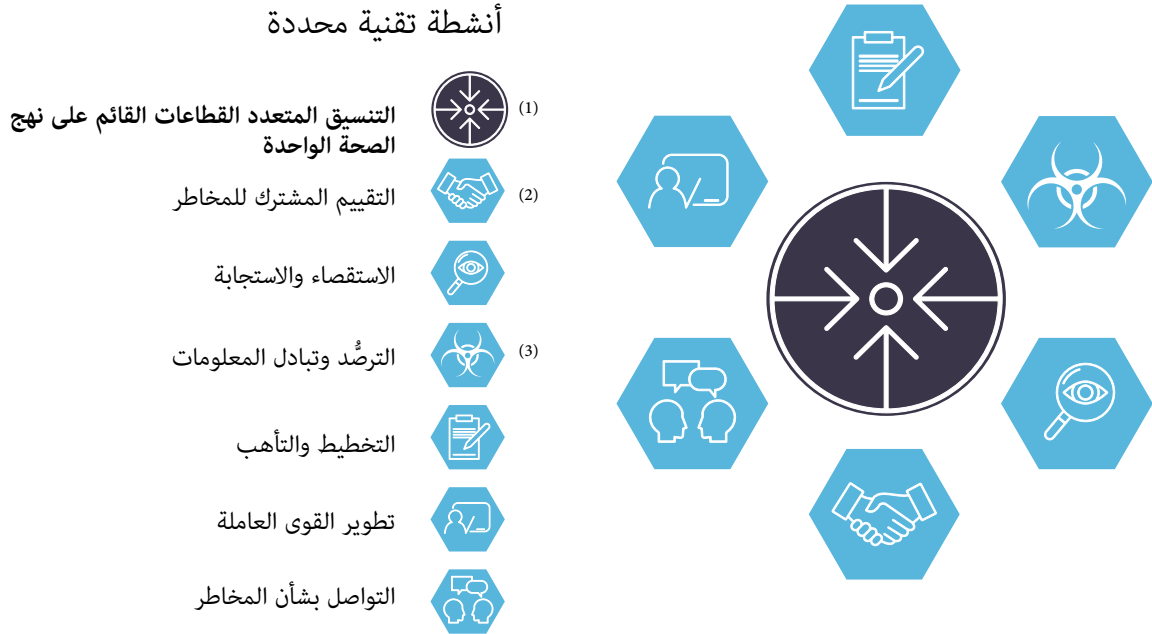 أنشطة تقنية محددة
(1) التنسيق المتعدد القطاعات القائم على نهج
الصحة الواحدة
(2) التقييم المشترك للمخاطر
الاستقصاء والاستجابة
(3) الترصُّد وتبادل المعلومات
التخطيط والتأهب
تطوير القوى العاملة
التواصل بشأن المخاطر